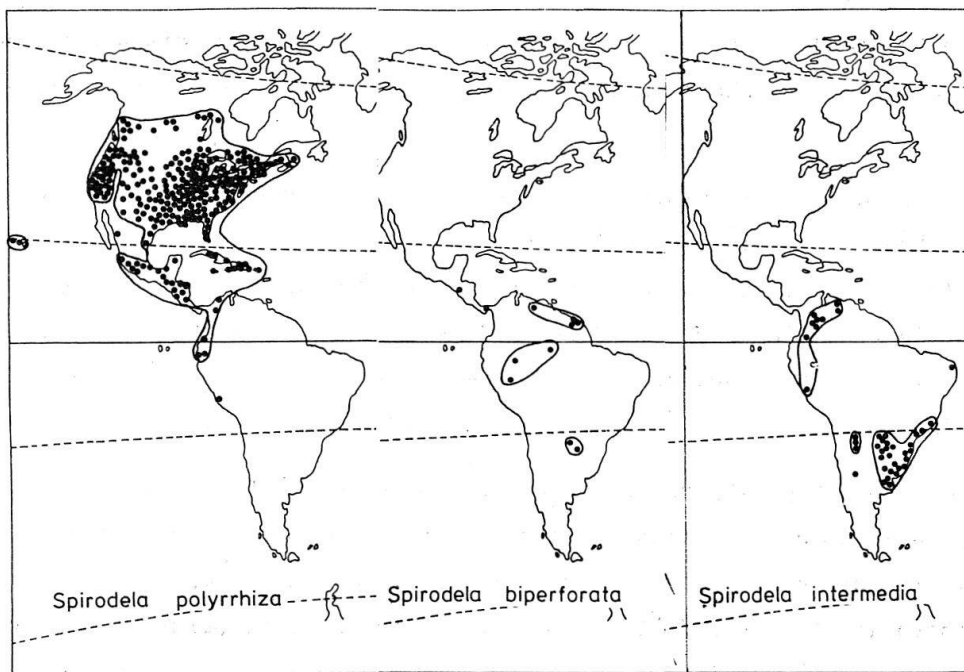 Spirodela polyrrhiza
Spirodela biperforata
Spirodela intermedia